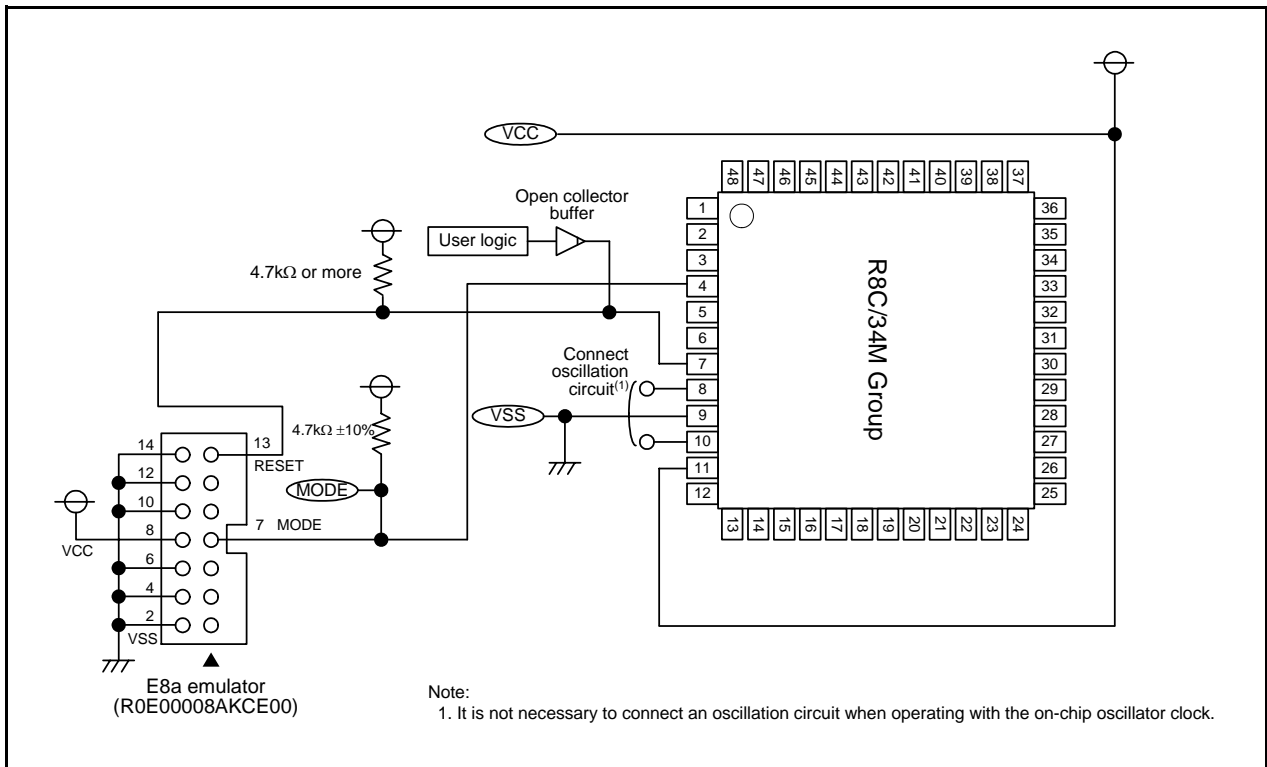 VCC
Open collector
buffer
User logic
4.7kΩ or more
48 47 46 45 44 43 42 41 40 39 38 37
1
2
3
4
5
6
7
8
9
10
11
12
36
35
34
33
32
31
30
29
28
27
26
25
R8C/34M Group
13 14 15 16 17 18 19 20 21 22 23 24
Connect
oscillation
circuit(1)
VSS
4.7kΩ ±10%
MODE
14
12
10
8
6
4
2
13
RESET
7 MODE
VCC
VSS
E8a emulator
(R0E00008AKCE00)
Note:
1. It is not necessary to connect an oscillation circuit when operating with the on-chip oscillator clock.